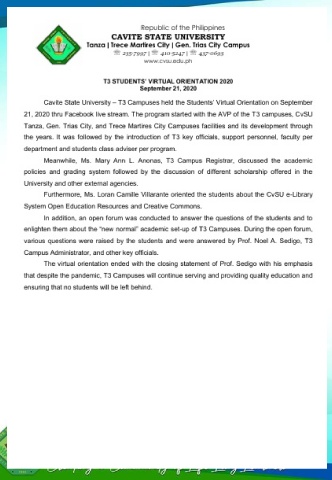 Republic of the Philippines
CAVITE STATE UNIVERSITY
Tanza | Trece Martires City | Gen. Trias City Campus
www.cvsu.edu.ph
T3 STUDENTS' VIRTUAL ORIENTATION 2020
September 21, 2020
Cavite State University – T3 Campuses held the Students' Virtual Orientation on September
21, 2020 thru Facebook live stream. The program started with the AVP of the T3 campuses, CvSU
Tanza, Gen. Trias City, and Trece Martires City Campuses facilities and its development through
the years. It was followed by the introduction of T3 key officials, support personnel, faculty per
department and students class adviser per program.
Meanwhile, Ms. Mary Ann L. Anonas, T3 Campus Registrar, discussed the academic
policies and grading system followed by the discussion of different scholarship offered in the
University and other external agencies.
Furthermore, Ms. Loran Camille Villarante oriented the students about the CvSU e-Library
System Open Education Resources and Creative Commons.
In addition, an open forum was conducted to answer the questions of the students and to
enlighten them about the “new normal” academic set-up of T3 Campuses. During the open forum,
various questions were raised by the students and were answered by Prof. Noel A. Sedigo, T3
Campus Administrator, and other key officials.
The virtual orientation ended with the closing statement of Prof. Sedigo with his emphasis
that despite the pandemic, T3 Campuses will continue serving and providing quality education and
ensuring that no students will be left behind.